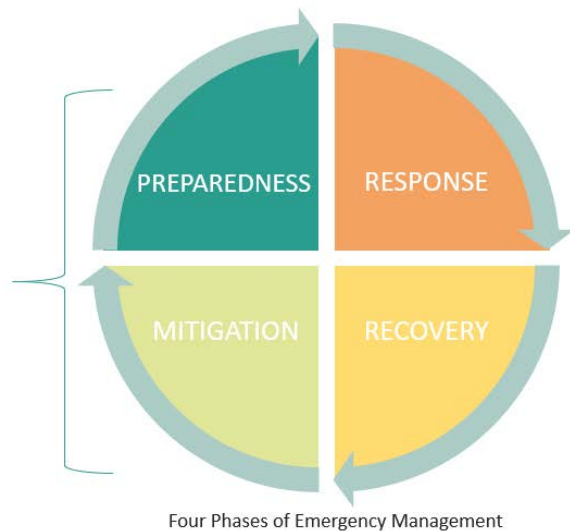 PREPAREDNESS
RESPONSE
MITIGATION
RECOVERY
Four Phases of Emergency Management